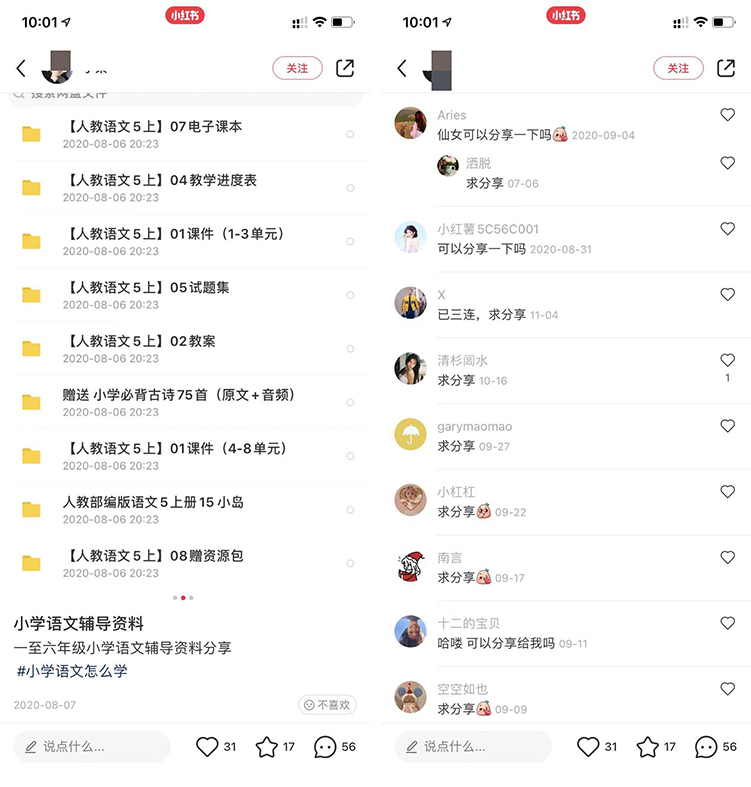 10:01
小红书
关注
搜索网盘文件
【人教语文5上】07电子课本
2020-08-06 20:23
【人教语文5上】04教学进度表
2020-08-06 20:23
【人教语文5上】01课件（1-3单元）
2020-08-06 20:23
【人教语文5上】05试题集
2020-08-06 20:23
【人教语文5上】02教案
2020-08-06 20:23
赠送 小学必背古诗75首（原文+音频）
2020-08-06 20:23
【人教语文5上】01课件（4-8单元）
2020-08-06 20:23
人教部编版语文5上册15小岛
2020-08-06 20:23
【人教语文5上】08赠资源包
2020-08-06 20:23
小学语文辅导资料
一至六年级小学语文辅导资料分享
#小学语文怎么学
2020-08-07
不喜欢
说点什么...
31
17
56
10:01
小红书
关注
Aries
仙女可以分享一下吗 2020-09-04
洒脱
求分享 07-06
小红薯5C56C001
可以分享一下吗 2020-08-31
X
已三连，求分享 11-04
清杉阅水
求分享 10-16
1
garymaomao
求分享 09-27
小杠杠
求分享 09-22
南言
求分享 09-17
十二的宝贝
哈喽 可以分享给我吗 09-11
空空如也
求分享 09-09
说点什么...
31
17
56